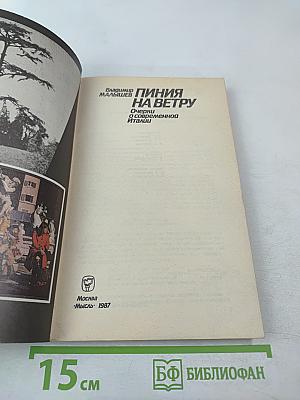 Владимир
МАЛЫШЕВ
ПИНИЯ
НА ВЕТРУ
Очерки
о современной
Италии
Москва
«Мысль» 1987
15 см
БФ БИБЛИОФАН